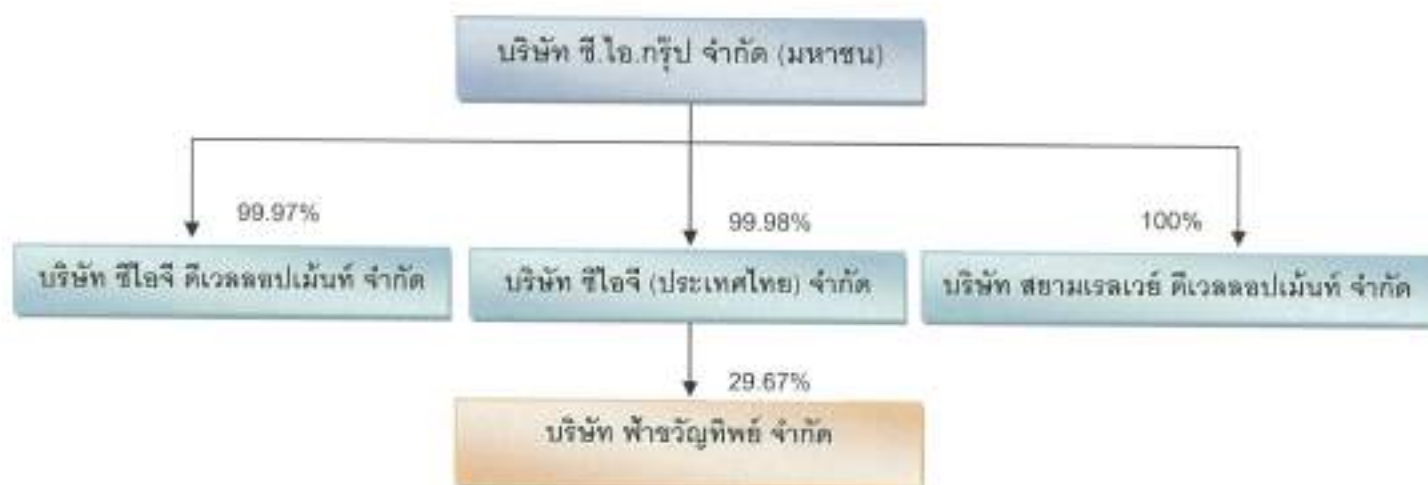 บริษัท ซี.ไอ.กรุ๊ป จำกัด (มหาชน)
99.97%
99.98%
100%
บริษัท ซีไอจี ดีเวลลอปเม้นท์ จำกัด
บริษัท ซีไอจี (ประเทศไทย) จำกัด
บริษัท สยามเรลเวย์ ดีเวลลอปเม้นท์ จำกัด
29.67%
บริษัท ฟ้าขวัญทิพย์ จำกัด